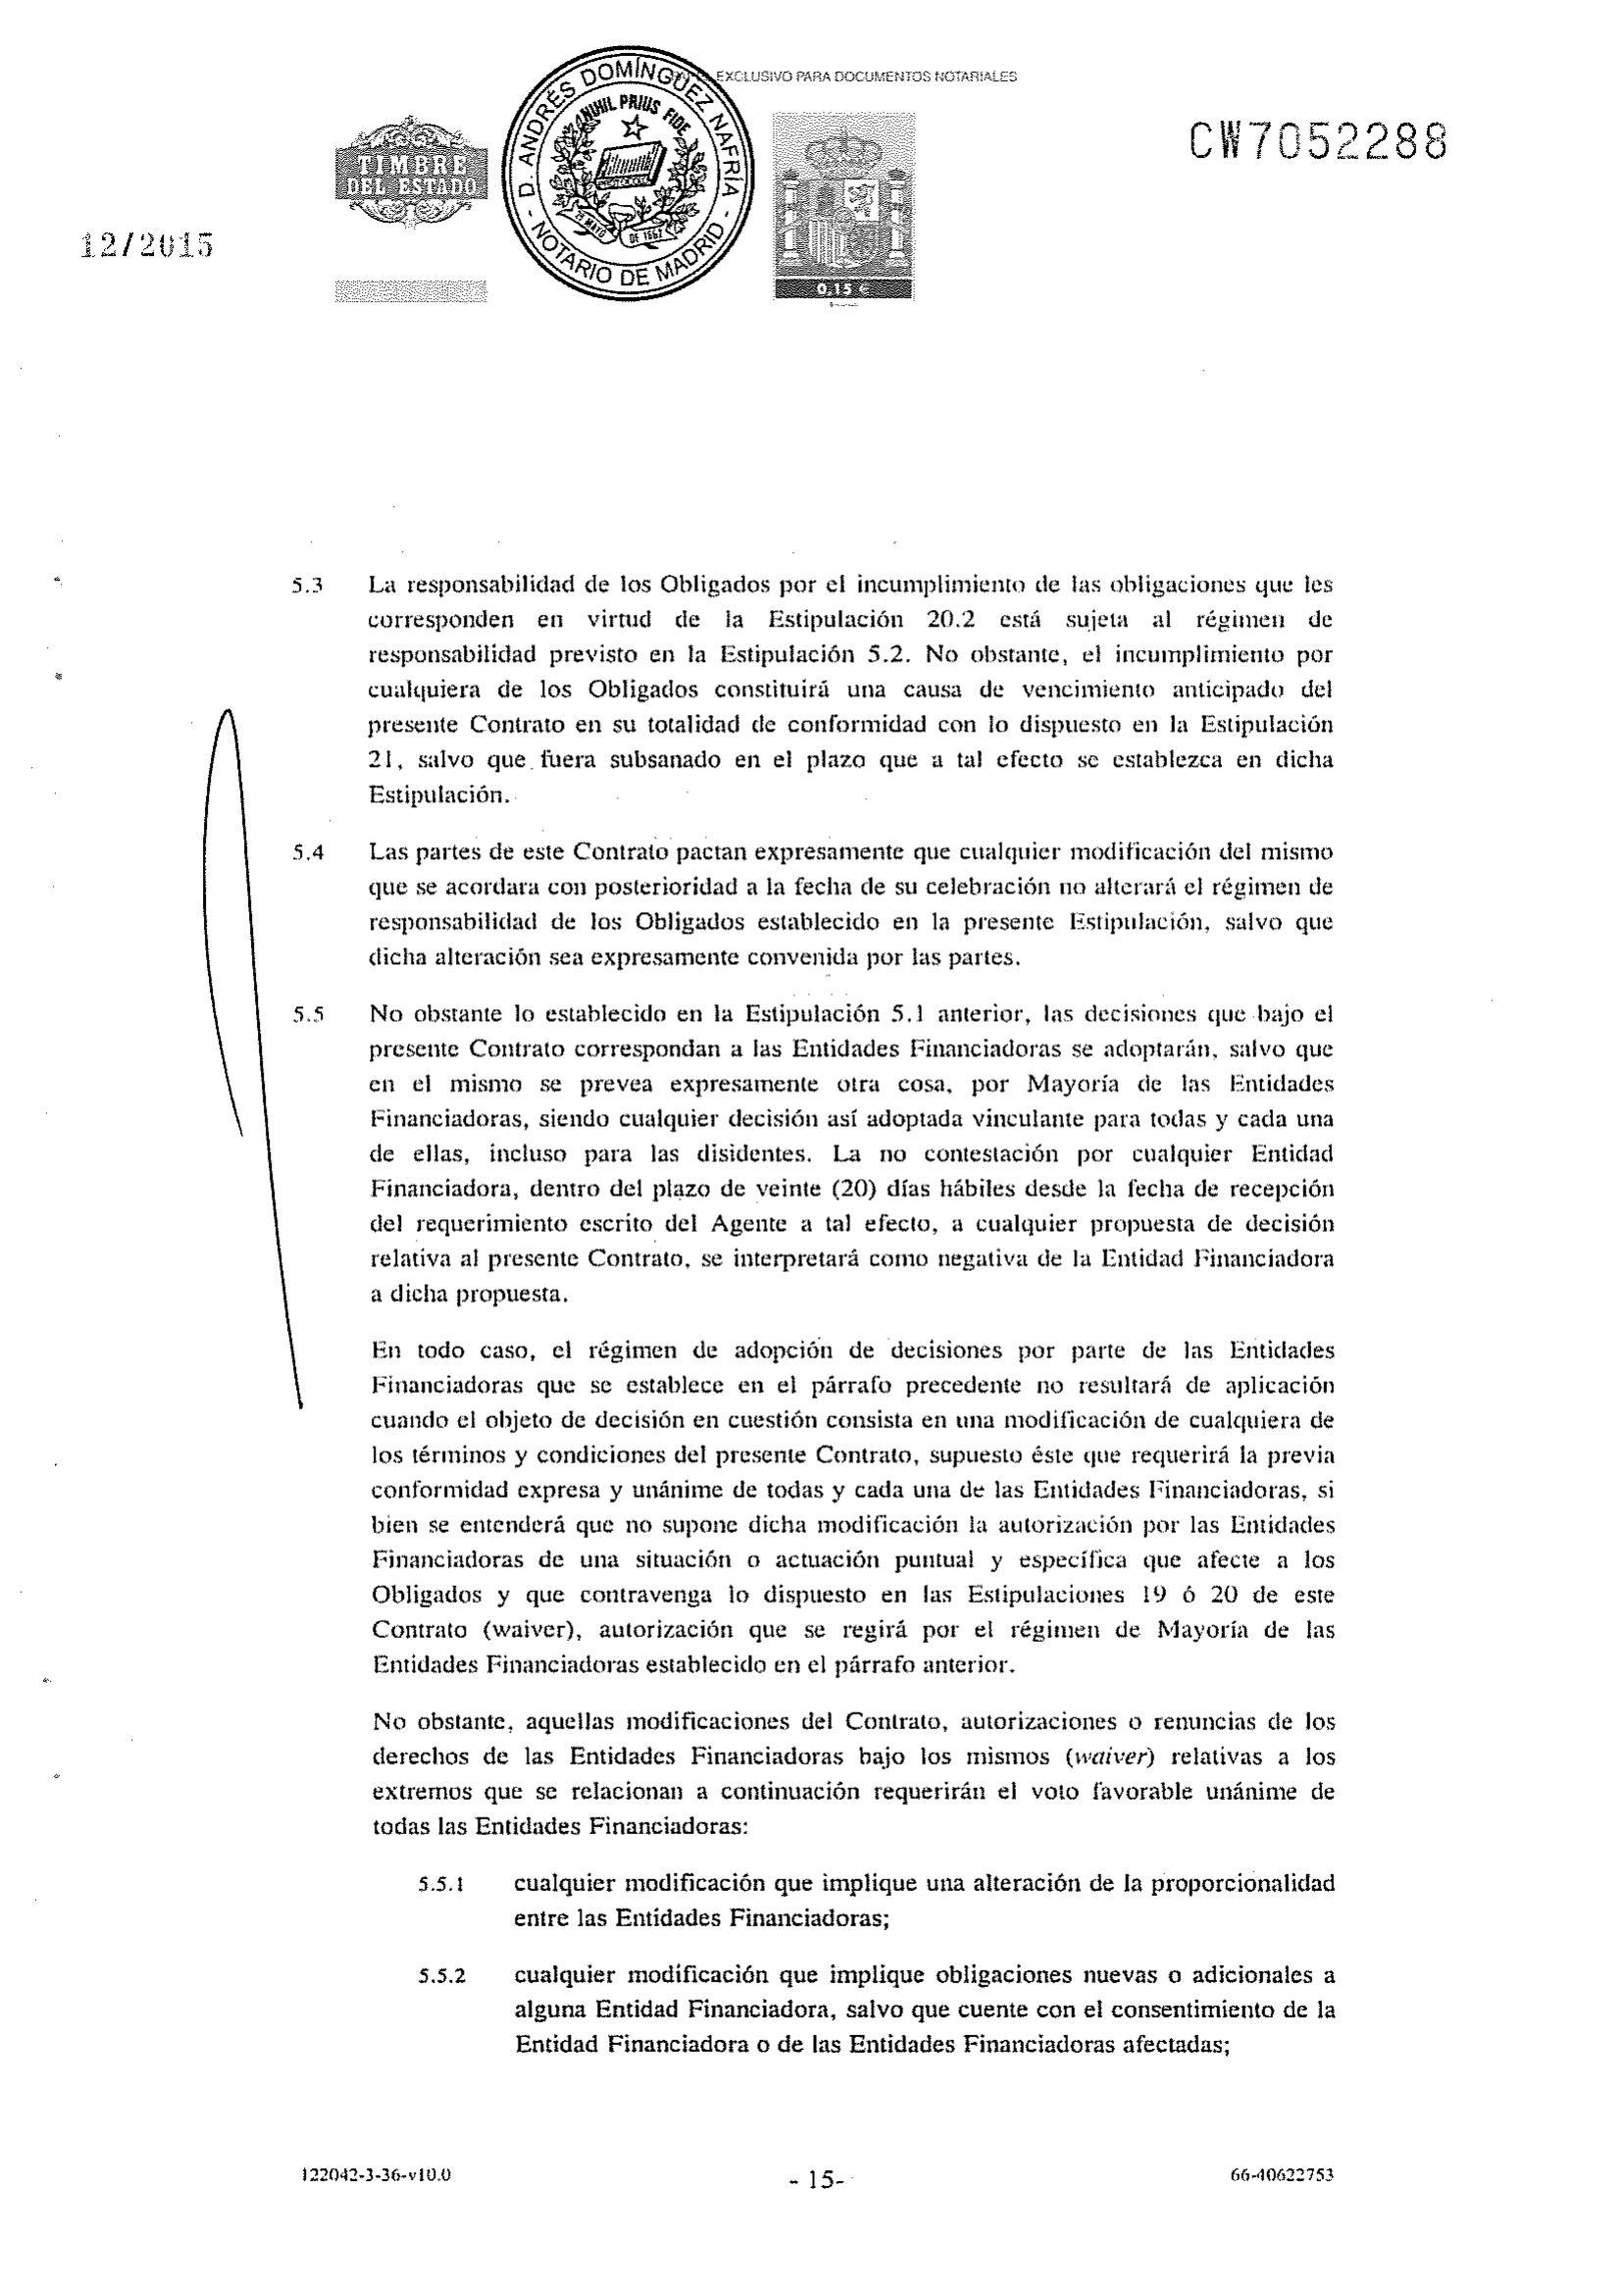 EXCLUSIVO PARA DOCUMENTOS NOTARIALES
D. ANDRÉS DOMÍNGUEZ NAFRÍA
- NOTARIO DE MADRID -
NIHIL PRIUS FIDE
TIMBRE
DEL ESTADO
CW7052288
12/2015
0,15 €
5.3 La responsabilidad de los Obligados por el incumplimiento de las obligaciones que les
corresponden en virtud de la Estipulación 20.2 está sujeta al régimen de
responsabilidad previsto en la Estipulación 5.2. No obstante, el incumplimiento por
cualquiera de los Obligados constituirá una causa de vencimiento anticipado del
presente Contrato en su totalidad de conformidad con lo dispuesto en la Estipulación
21, salvo que fuera subsanado en el plazo que a tal efecto se establezca en dicha
Estipulación.
5.4 Las partes de este Contrato pactan expresamente que cualquier modificación del mismo
que se acordara con posterioridad a la fecha de su celebración no alterará el régimen de
responsabilidad de los Obligados establecido en la presente Estipulación, salvo que
dicha alteración sea expresamente convenida por las partes.
5.5 No obstante lo establecido en la Estipulación 5.1 anterior, las decisiones que bajo el
presente Contrato correspondan a las Entidades Financiadoras se adoptarán, salvo que
en el mismo se prevea expresamente otra cosa, por Mayoría de las Entidades
Financiadoras, siendo cualquier decisión así adoptada vinculante para todas y cada una
de ellas, incluso para las disidentes. La no contestación por cualquier Entidad
Financiadora, dentro del plazo de veinte (20) días hábiles desde la fecha de recepción
del requerimiento escrito del Agente a tal efecto, a cualquier propuesta de decisión
relativa al presente Contrato, se interpretará como negativa de la Entidad Financiadora
a dicha propuesta.
En todo caso, el régimen de adopción de decisiones por parte de las Entidades
Financiadoras que se establece en el párrafo precedente no resultará de aplicación
cuando el objeto de decisión en cuestión consista en una modificación de cualquiera de
los términos y condiciones del presente Contrato, supuesto éste que requerirá la previa
conformidad expresa y unánime de todas y cada una de las Entidades Financiadoras, si
bien se entenderá que no supone dicha modificación la autorización por las Entidades
Financiadoras de una situación o actuación puntual y específica que afecte a los
Obligados y que contravenga lo dispuesto en las Estipulaciones 19 ó 20 de este
Contrato (waiver), autorización que se regirá por el régimen de Mayoría de las
Entidades Financiadoras establecido en el párrafo anterior.
No obstante, aquellas modificaciones del Contrato, autorizaciones o renuncias de los
derechos de las Entidades Financiadoras bajo los mismos (waiver) relativas a los
extremos que se relacionan a continuación requerirán el voto favorable unánime de
todas las Entidades Financiadoras:
5.5.1 cualquier modificación que implique una alteración de la proporcionalidad
entre las Entidades Financiadoras;
5.5.2 cualquier modificación que implique obligaciones nuevas o adicionales a
alguna Entidad Financiadora, salvo que cuente con el consentimiento de la
Entidad Financiadora o de las Entidades Financiadoras afectadas;
122042-3-36-v10.0
- 15-
66-40622753